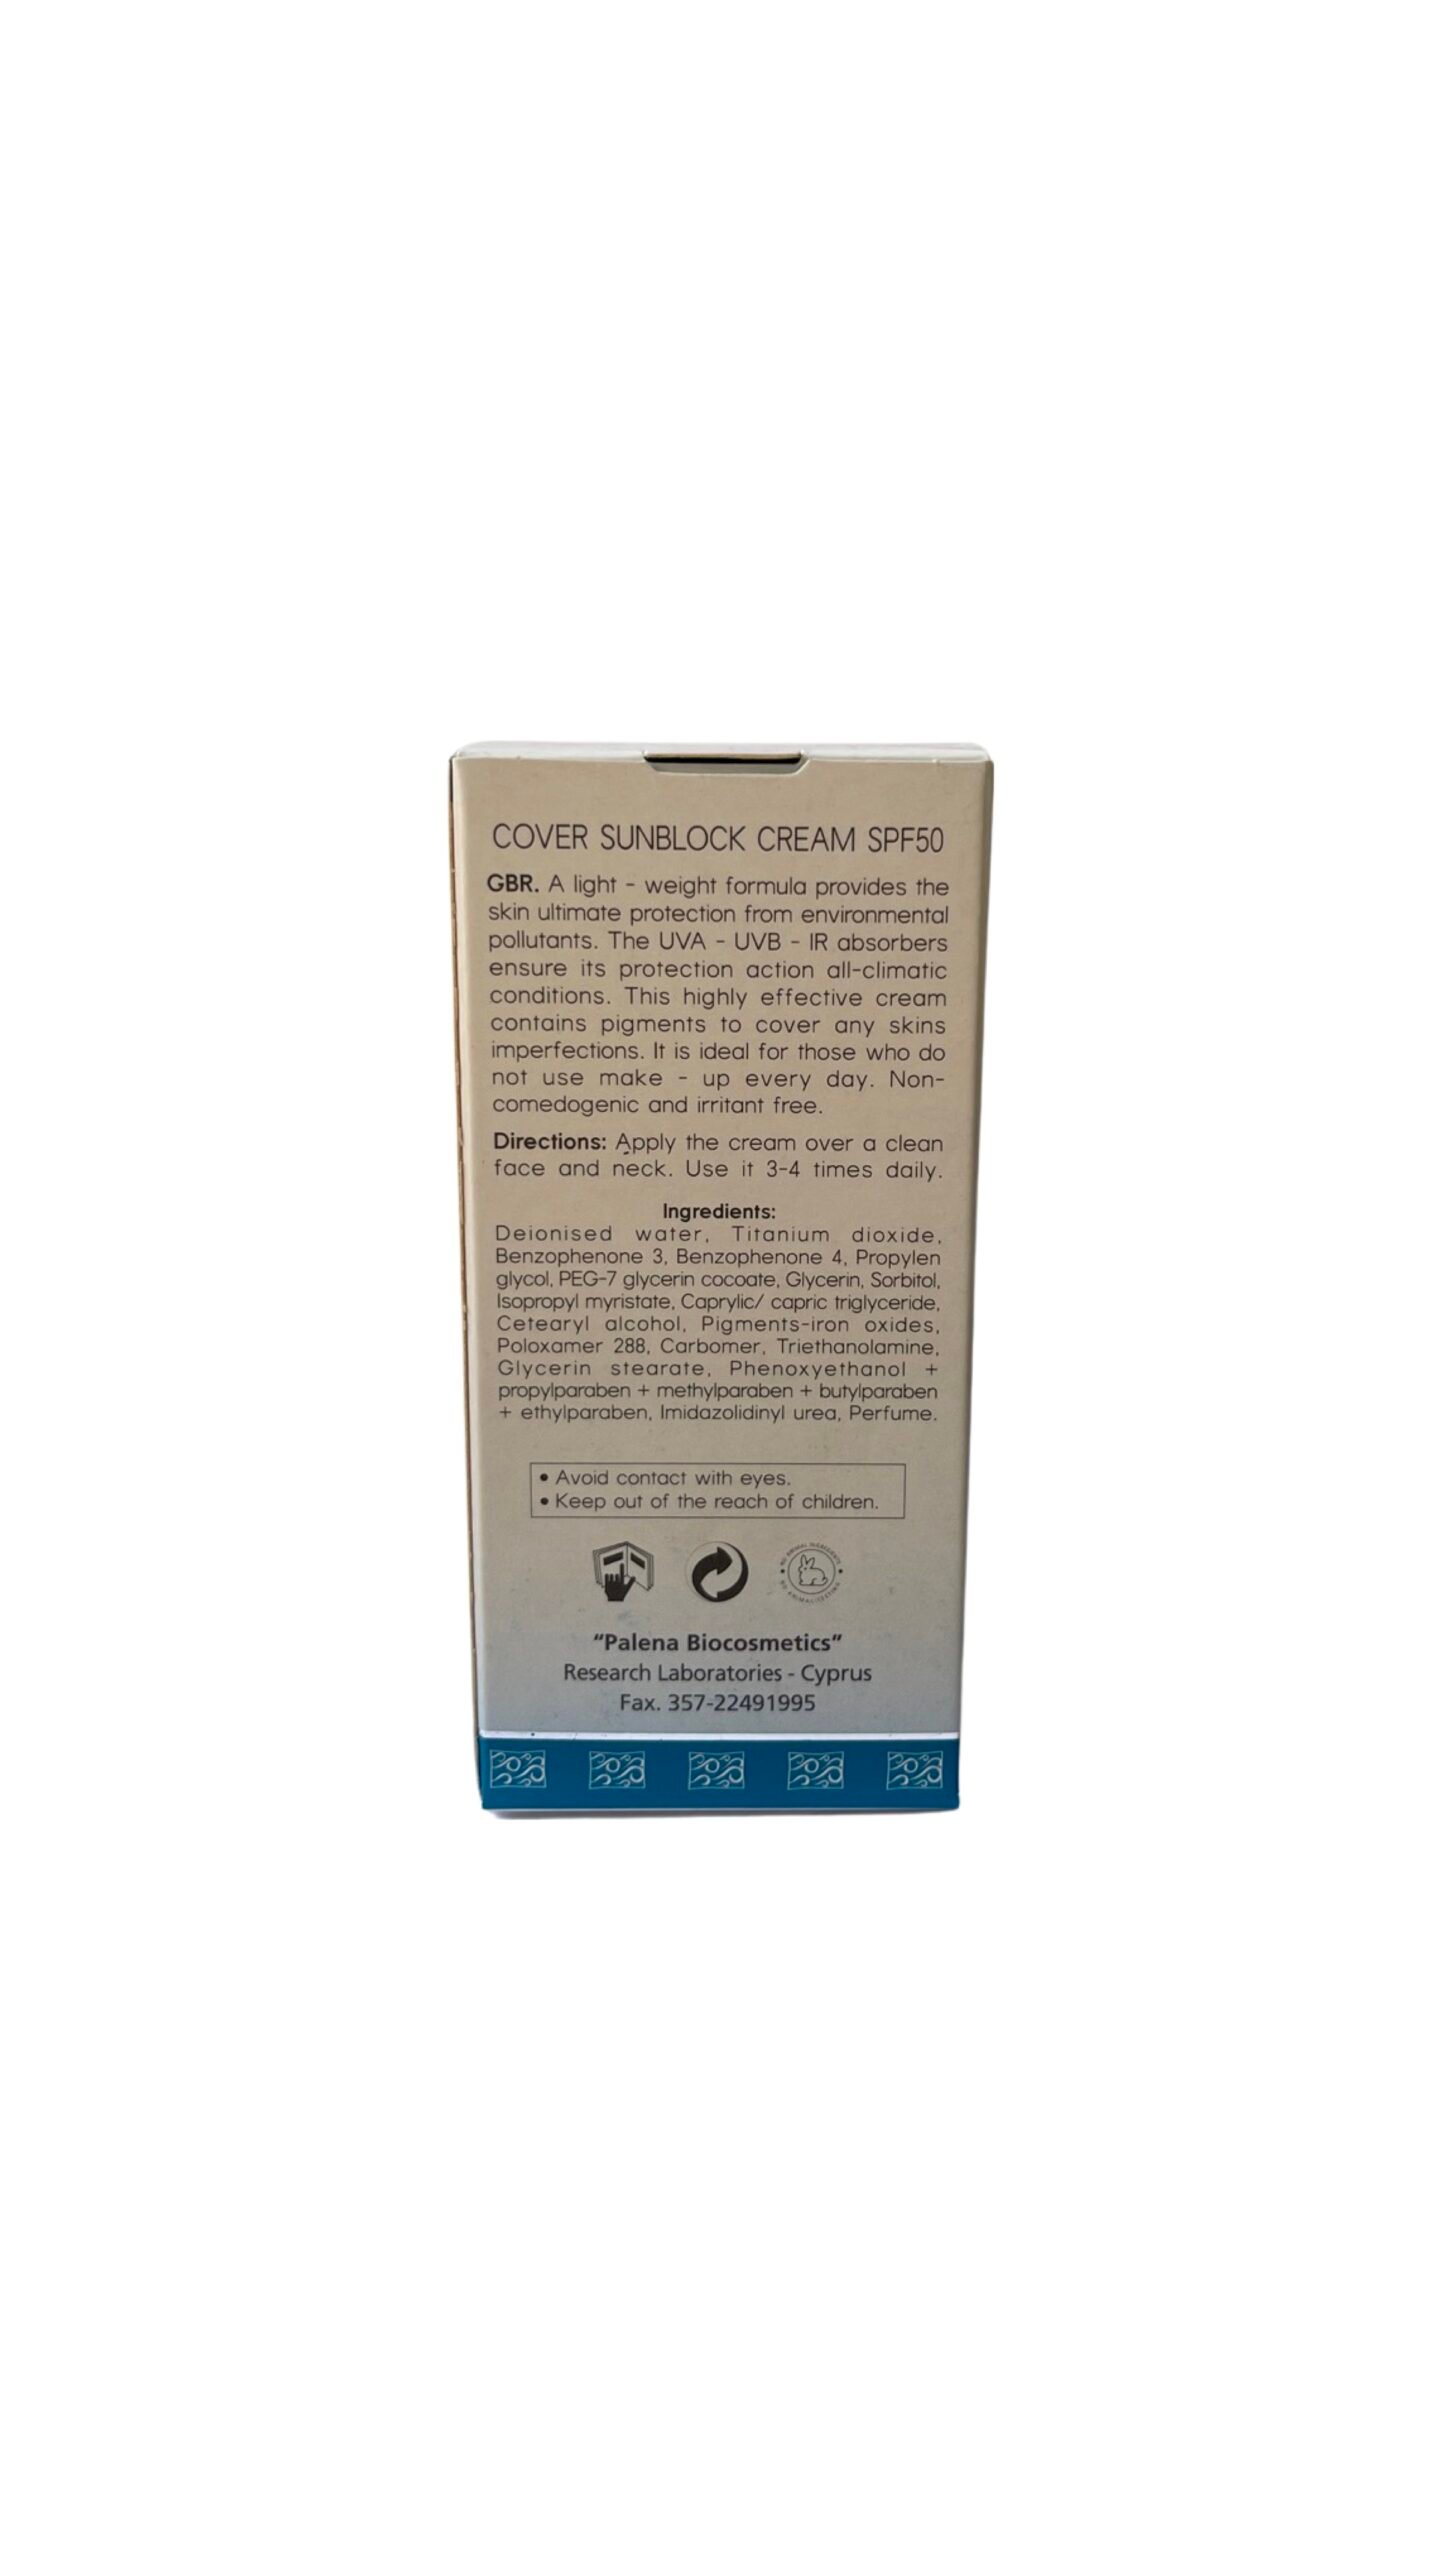 COVER SUNBLOCK CREAM SPF50
GBR. A light - weight formula provides the
skin ultimate protection from environmental
pollutants. The UVA - UVB - IR absorbers
ensure its protection action all-climatic
conditions. This highly effective cream
contains pigments to cover any skins
imperfections. It is ideal for those who do
not use make - up every day. Non-
comedogenic and irritant free.
Directions: Apply the cream over a clean
face and neck. Use it 3-4 times daily.
Ingredients:
Deionised water, Titanium dioxide,
Benzophenone 3, Benzophenone 4, Propylen
glycol, PEG-7 glycerin cocoate, Glycerin, Sorbitol,
Isopropyl myristate, Caprylic/ capric triglyceride,
Cetearyl alcohol, Pigments-iron oxides,
Poloxamer 288, Carbomer, Triethanolamine,
Glycerin stearate, Phenoxyethanol +
propylparaben + methylparaben + butylparaben
+ ethylparaben, Imidazolidinyl urea, Perfume.
• Avoid contact with eyes.
• Keep out of the reach of children.
NO ANIMAL INGREDIENTS
NO ANIMAL TESTING
"Palena Biocosmetics"
Research Laboratories - Cyprus
Fax. 357-22491995